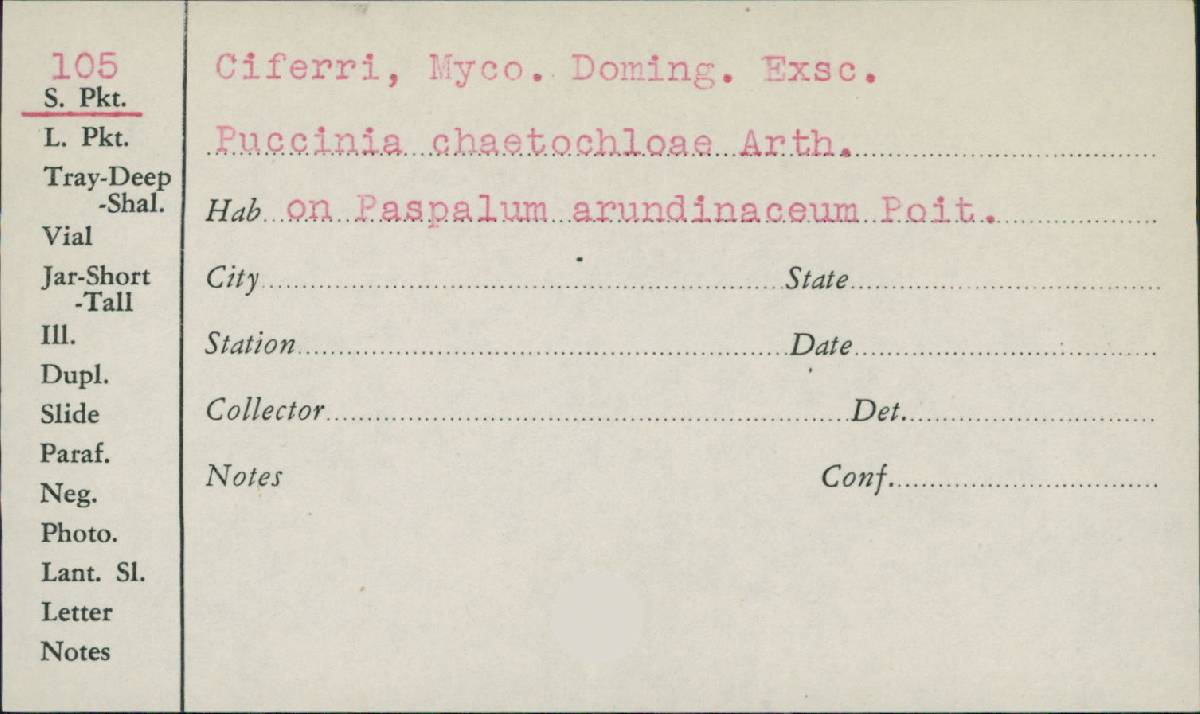 105
S. Pkt.
L. Pkt.
Tray-Deep
-Shal.
Vial
Jar-Short
-Tall
Ill.
Dupl.
Slide
Paraf.
Neg.
Photo.
Lant. Sl.
Letter
Notes
Ciferri, Myco. Doming. Exsc.
Puccinia chaetochloae Arth.
Hab on Paspalum arundinaceum Poit.
City State
Station Date
Collector Det.
Notes Conf.